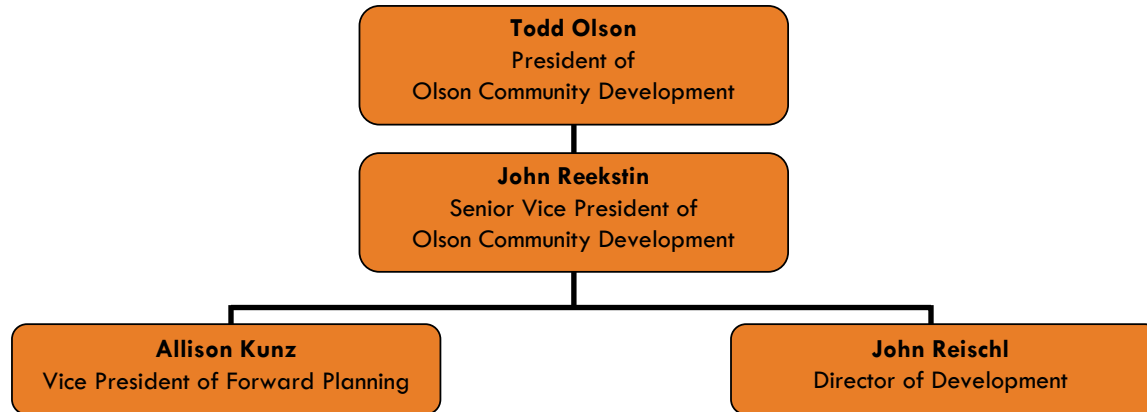 Todd Olson
President of
Olson Community Development
John Reekstin
Senior Vice President of
Olson Community Development
Allison Kunz
Vice President of Forward Planning
John Reischl
Director of Development